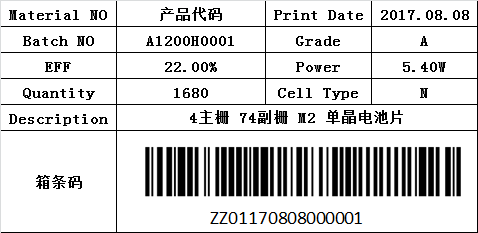 Material NO 产品代码 Print Date 2017.08.08
Batch NO A1200H0001 Grade A
EFF 22.00% Power 5.40W
Quantity 1680 Cell Type N
Description 4主栅 74副栅 M2 单晶电池片
箱条码
ZZ01170808000001